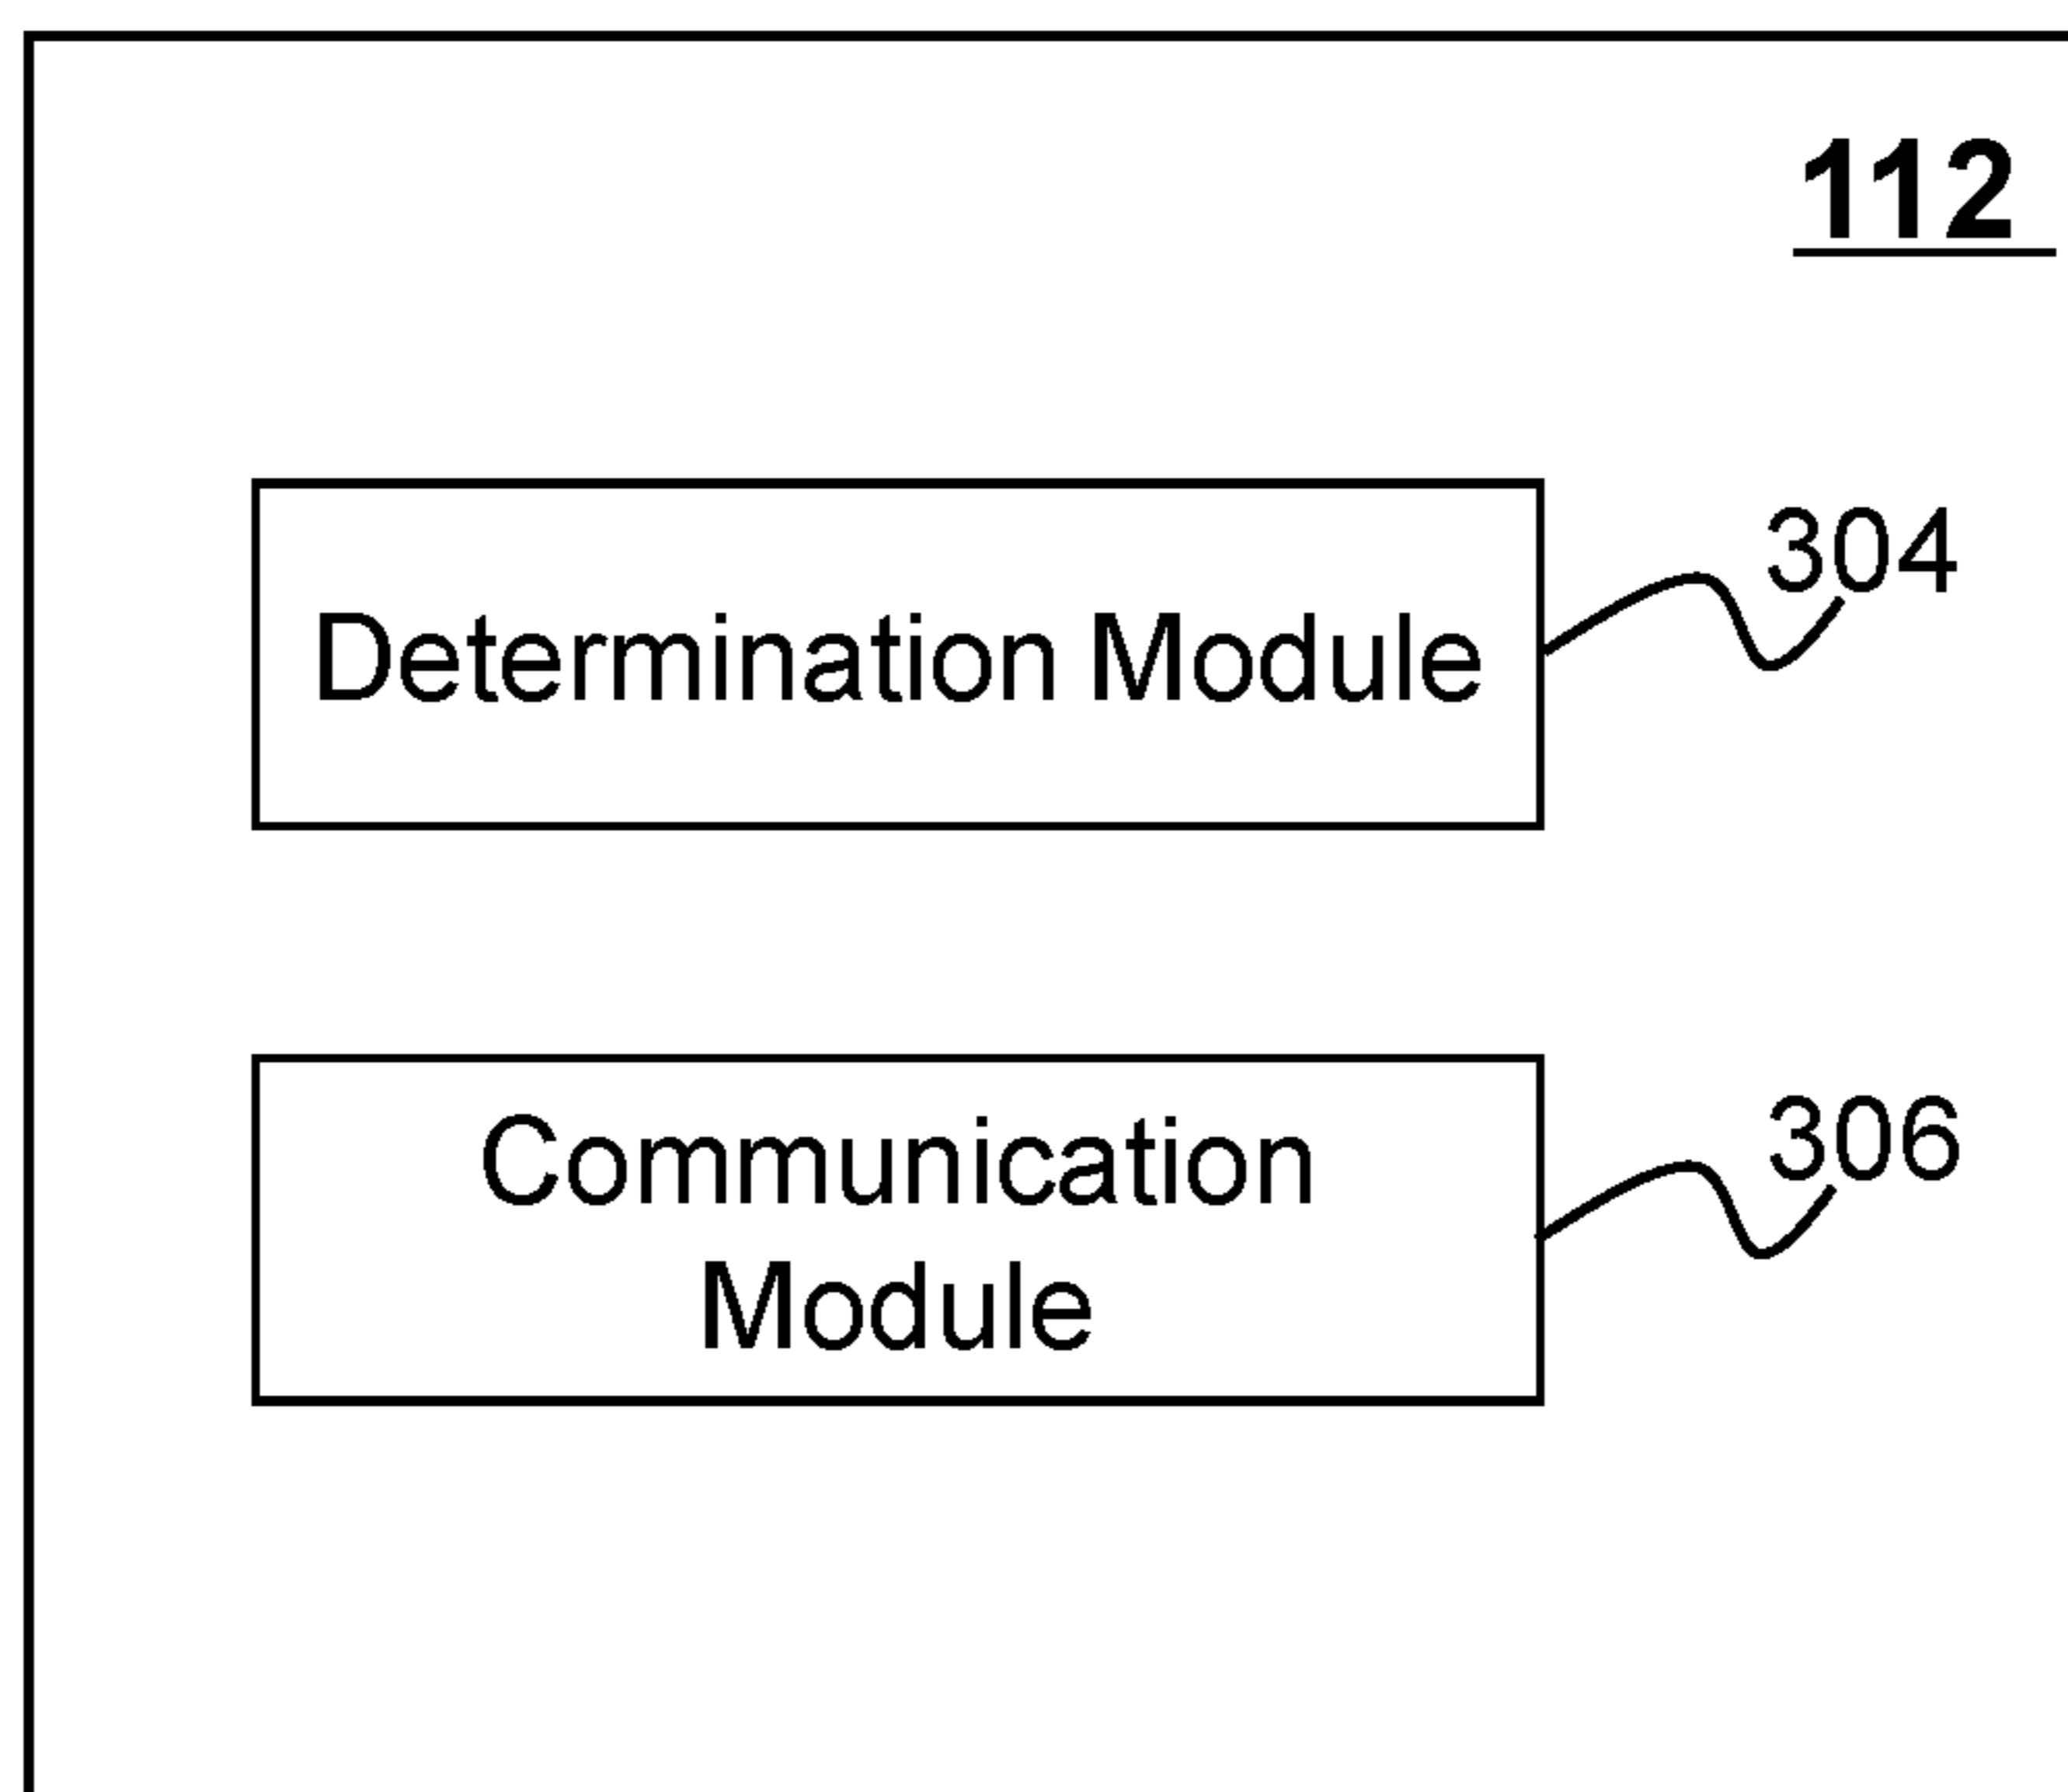 112
304
Determination Module
306
Communication
Module